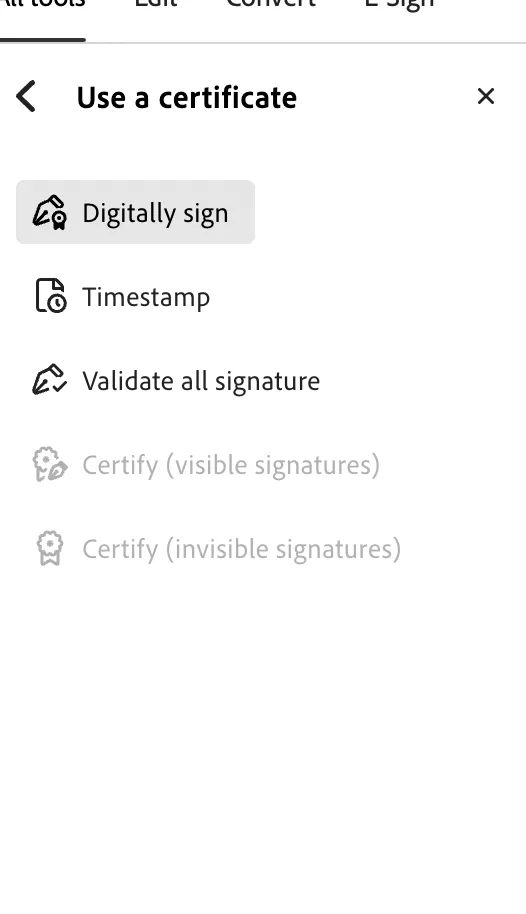 All tools Edit Convert E-Sign
Use a certificate
Digitally sign
Timestamp
Validate all signature
Certify (visible signatures)
Certify (invisible signatures)